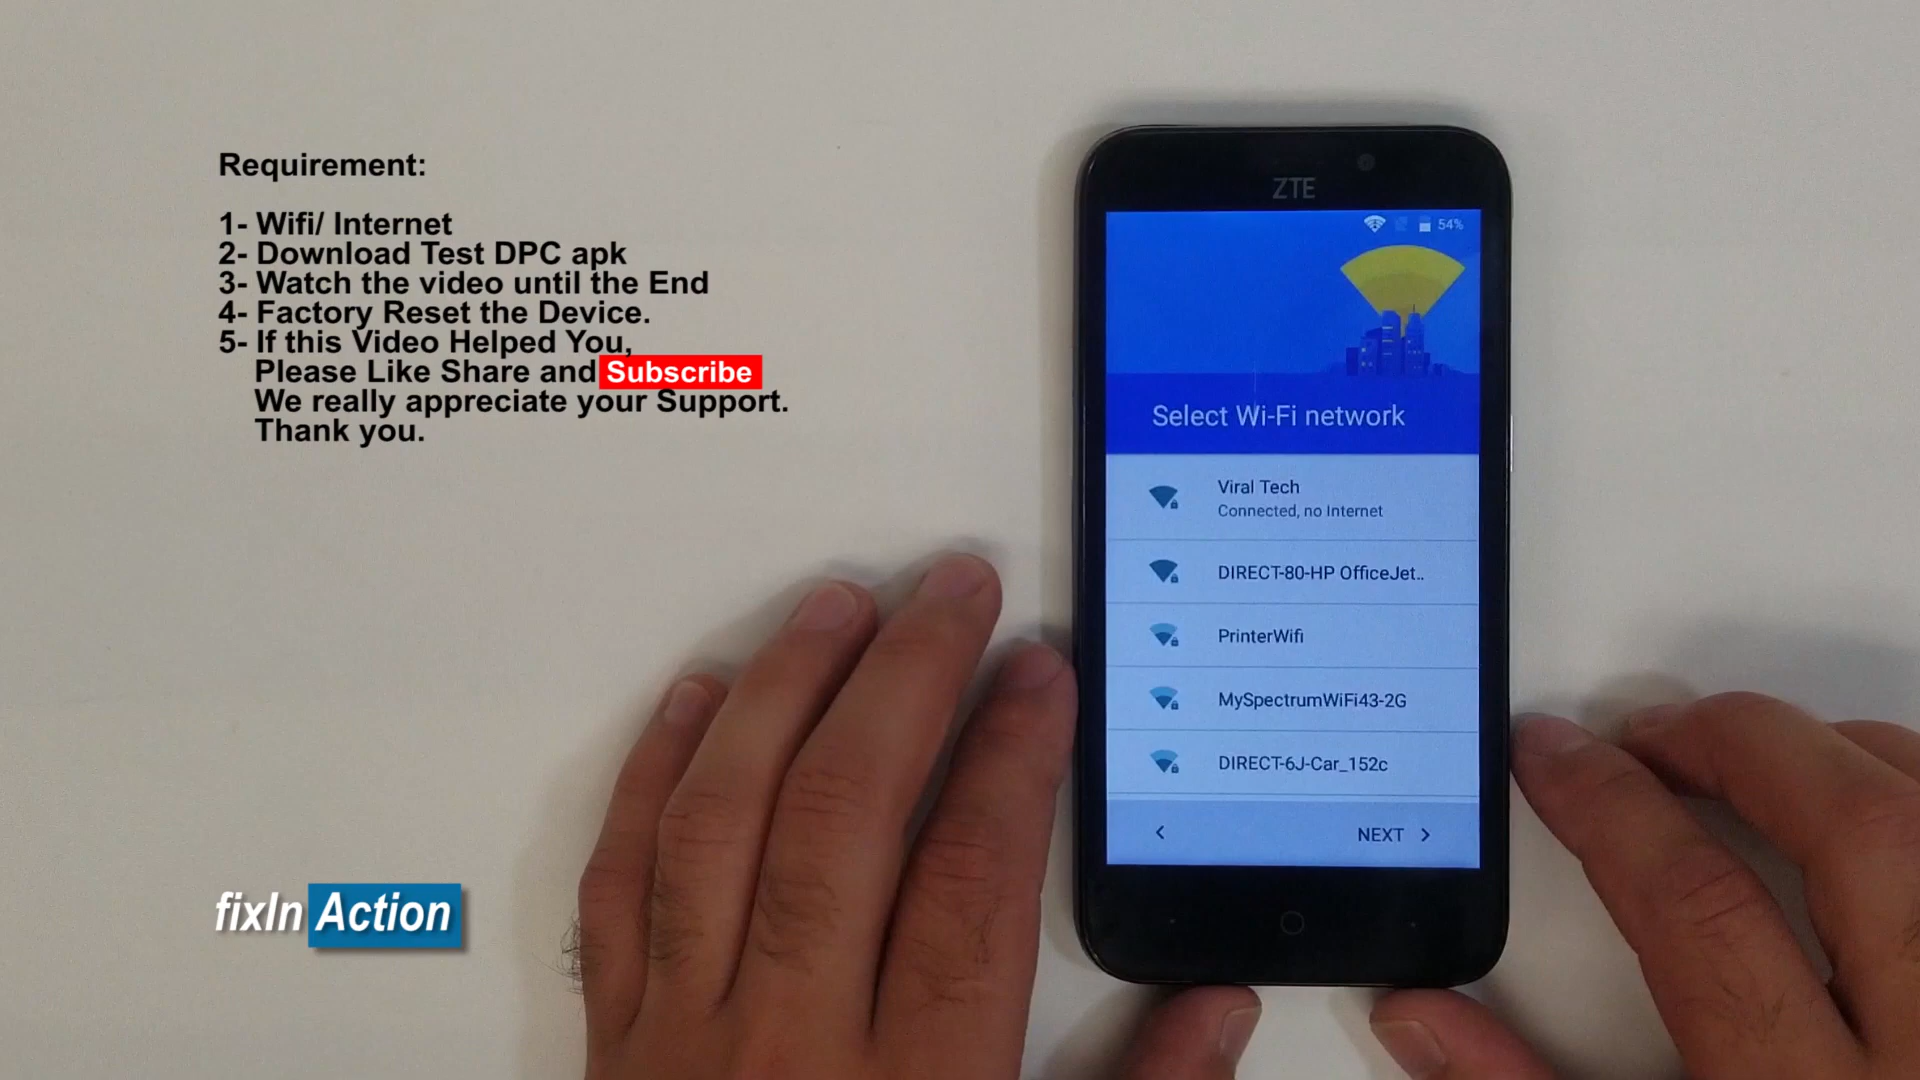 Requirement:
1- Wifi/ Internet
2- Download Test DPC apk
3- Watch the video until the End
4- Factory Reset the Device.
5- If this Video Helped You,
Please Like Share and Subscribe
We really appreciate your Support.
Thank you.
fixIn Action
ZTE
54%
Select Wi-Fi network
Viral Tech
Connected, no Internet
DIRECT-80-HP OfficeJet..
PrinterWifi
MySpectrumWiFi43-2G
DIRECT-6J-Car_152c
NEXT